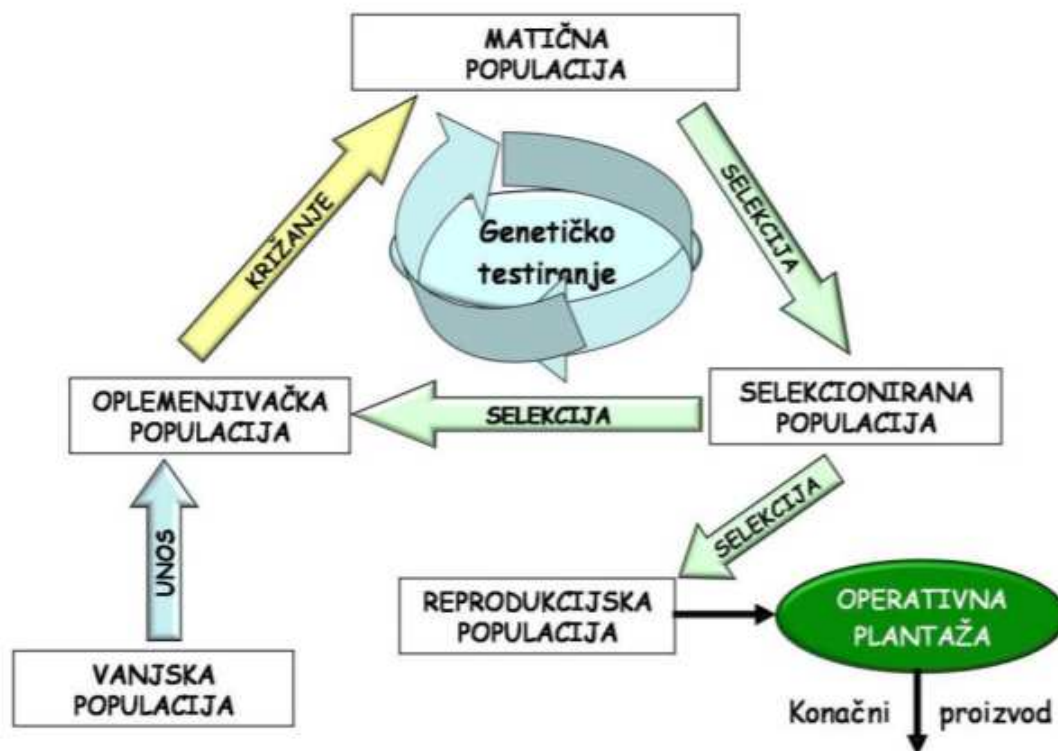 MATIČNA
POPULACIJA
KRIŽANJE
SELEKCIJA
Genetičko
testiranje
OPLEMENJIVAČKA
POPULACIJA
SELEKCIJA
SELEKCIONIRANA
POPULACIJA
UNOS
SELEKCIJA
REPRODUKCIJSKA
POPULACIJA
OPERATIVNA
PLANTAŽA
VANJSKA
POPULACIJA
Konačni proizvod